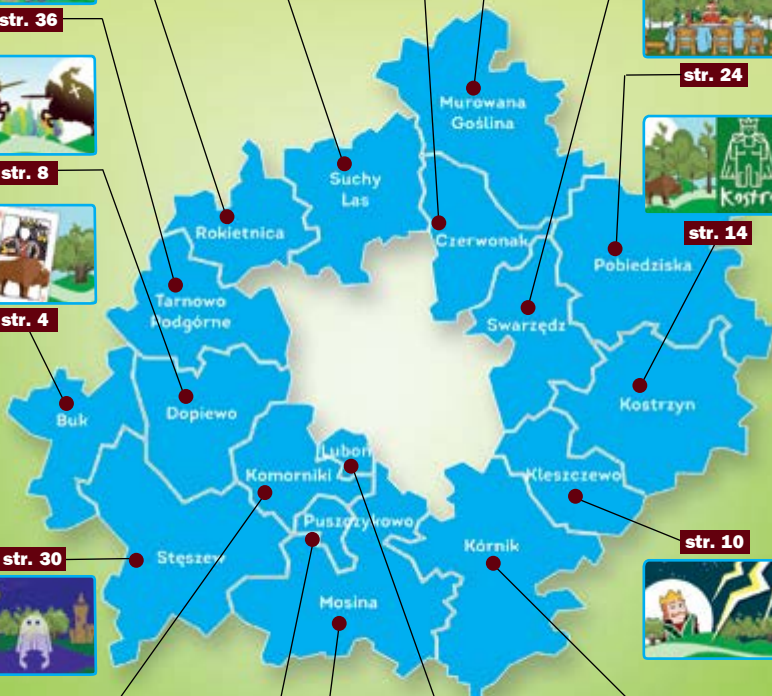 str. 36
str. 24
Murowana
Goślina
str. 8
Suchy
Las
str. 14
Rokietnica
Czerwonak
Pobiedziska
Tarnowo
Podgórne
str. 4
Swarzędz
Kostrzyn
Buk
Dopiewo
Luboń
Komorniki
Kleszczewo
Puszczykowo
str. 30
Stęszew
Kórnik
str. 10
Mosina